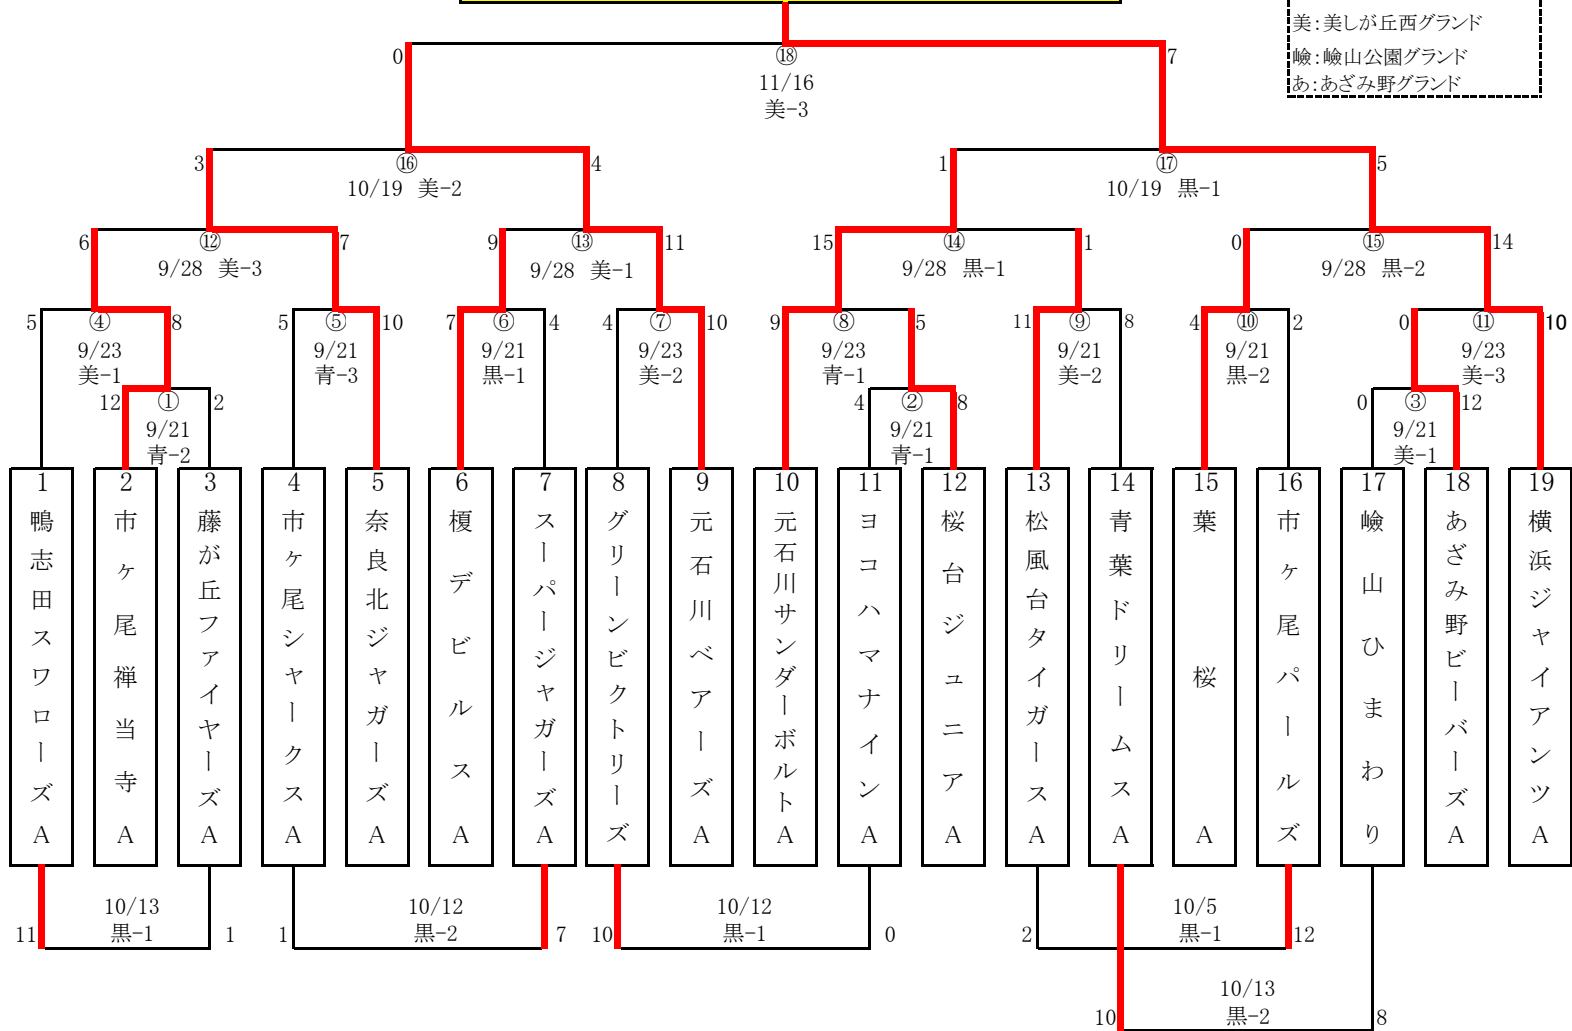 美:美しが丘西グランド
嶮:嶮山公園グランド
あ:あざみ野グランド
0 ⑱ 7
11/16
美-3
3 ⑯ 4 1 ⑰ 5
10/19 美-2 10/19 黒-1
6 ⑫ 7 9 ⑬ 11 15 ⑭ 1 0 ⑮ 14
9/28 美-3 9/28 美-1 9/28 黒-1 9/28 黒-2
5 ④ 8 5 ⑤ 10 7 ⑥ 4 4 ⑦ 10 9 ⑧ 5 11 ⑨ 8 4 ⑩ 2 0 ⑪ 10
9/23 9/21 9/21 9/23 9/23 9/21 9/21 9/23
美-1 青-3 黒-1 美-2 青-1 美-2 黒-2 美-3
12 ① 2 4 ② 8 0 ③ 12
9/21 9/21 9/21
青-2 青-1 美-1
1 鴨志田スワローズA
2 市ヶ尾禅当寺A
3 藤が丘ファイヤーズA
4 市ヶ尾シャークスA
5 奈良北ジャガーズA
6 榎デビルスA
7 スーパージャガーズA
8 グリーンビクトリーズ
9 元石川ベアーズA
10 元石川サンダーボルトA
11 ヨコハマナインA
12 桜台ジュニアA
13 松風台タイガースA
14 青葉ドリームスA
15 葉桜A
16 市ヶ尾パールズ
17 嶮山ひまわり
18 あざみ野ビーバーズA
19 横浜ジャイアンツA
10/13 10/12 10/12 10/5
11 黒-1 1 1 黒-2 7 10 黒-1 0 2 黒-1 12
10/13
10 黒-2 8